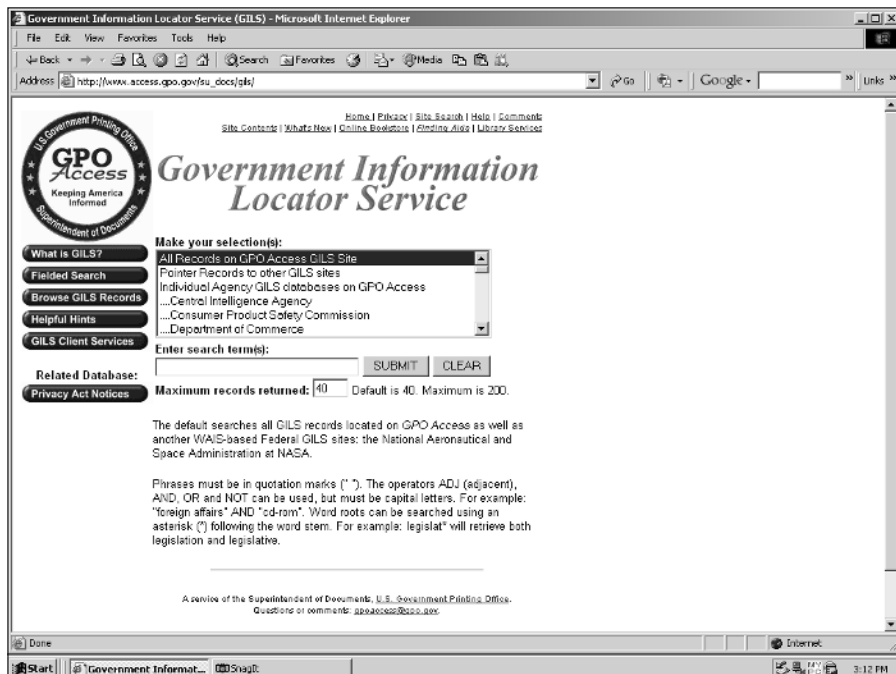 Government Information Locator Service (GILS) - Microsoft Internet Explorer
File Edit View Favorites Tools Help
Back Search Favorites Media
Address http://www.access.gpo.gov/su_docs/gils/ Go Google Links
Home | Privacy | Site Search | Help | Comments
Site Contents | What's New | Online Bookstore | Finding Aids | Library Services
U.S. Government Printing Office
GPO
Access
Keeping America
Informed
Superintendent of Documents
Government Information
Locator Service
What is GILS?
Fielded Search
Browse GILS Records
Helpful Hints
GILS Client Services
Related Database:
Privacy Act Notices
Make your selection(s):
All Records on GPO Access GILS Site
Pointer Records to other GILS sites
Individual Agency GILS databases on GPO Access
....Central Intelligence Agency
....Consumer Product Safety Commission
....Department of Commerce
Enter search term(s):
SUBMIT CLEAR
Maximum records returned: 40 Default is 40. Maximum is 200.
The default searches all GILS records located on GPO Access as well as
another WAIS-based Federal GILS sites: the National Aeronautical and
Space Administration at NASA.
Phrases must be in quotation marks (" "). The operators ADJ (adjacent),
AND, OR and NOT can be used, but must be capital letters. For example:
"foreign affairs" AND "cd-rom". Word roots can be searched using an
asterisk (*) following the word stem. For example: legislat* will retrieve both
legislation and legislative.
A service of the Superintendent of Documents, U.S. Government Printing Office.
Questions or comments: gpoaccess@gpo.gov.
Done Internet
Start Government Informat... SnagIt 3:12 PM